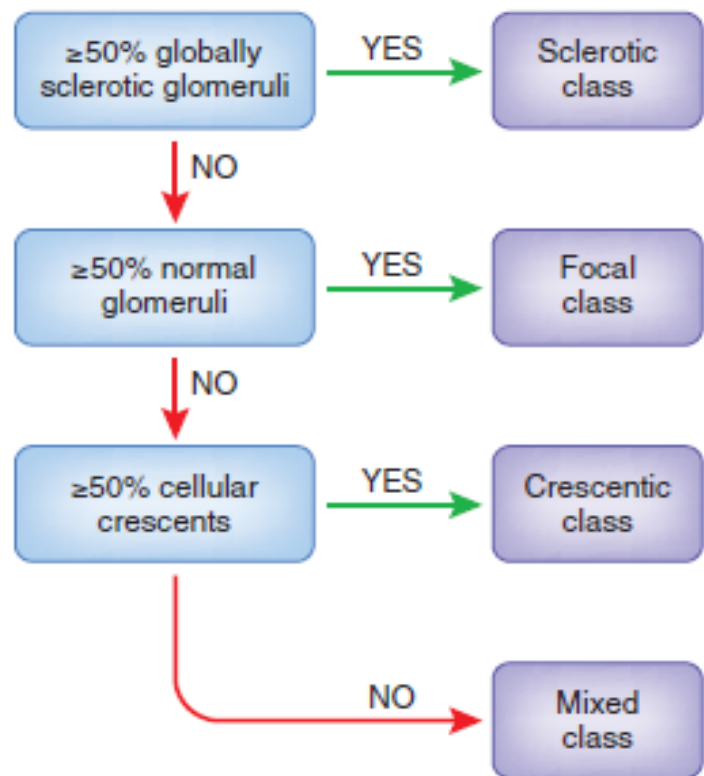 ≥50% globally
sclerotic glomeruli
YES
Sclerotic
class
NO
≥50% normal
glomeruli
YES
Focal
class
NO
≥50% cellular
crescents
YES
Crescentic
class
NO
Mixed
class